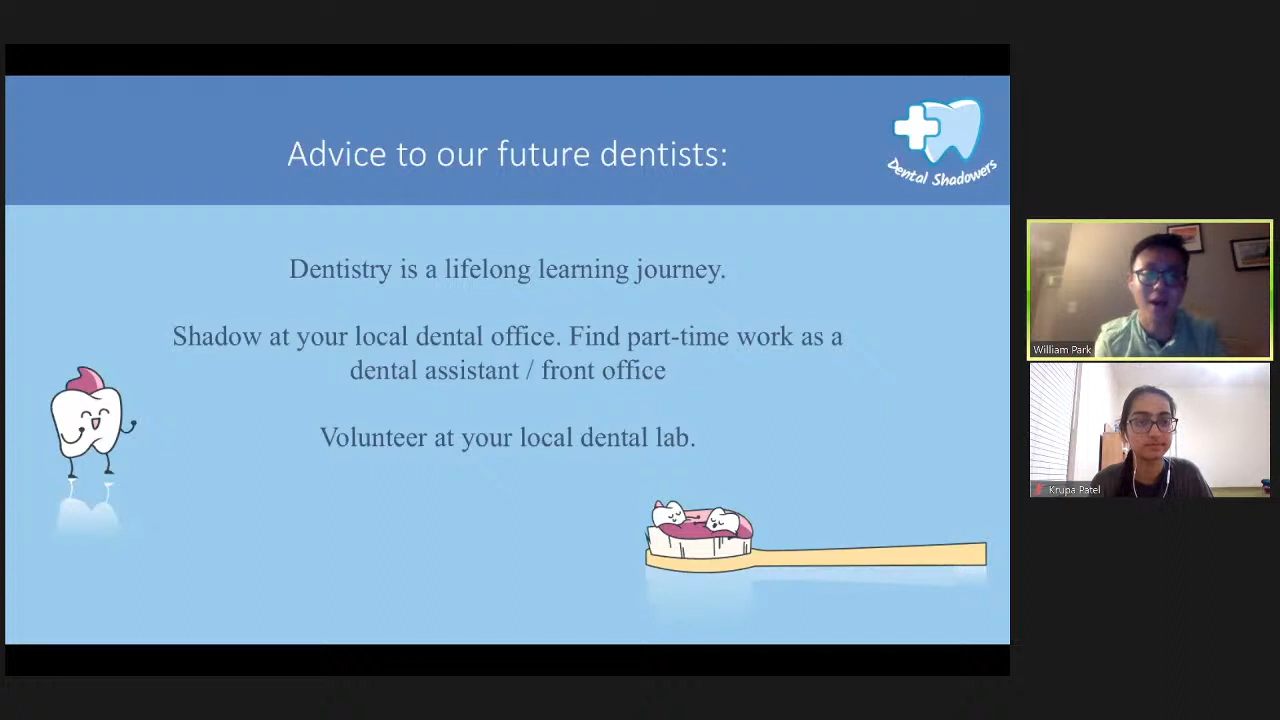 Advice to our future dentists:
Dental Shadowers
Dentistry is a lifelong learning journey.
Shadow at your local dental office. Find part-time work as a
dental assistant / front office
Volunteer at your local dental lab.
William Park
Krupa Patel